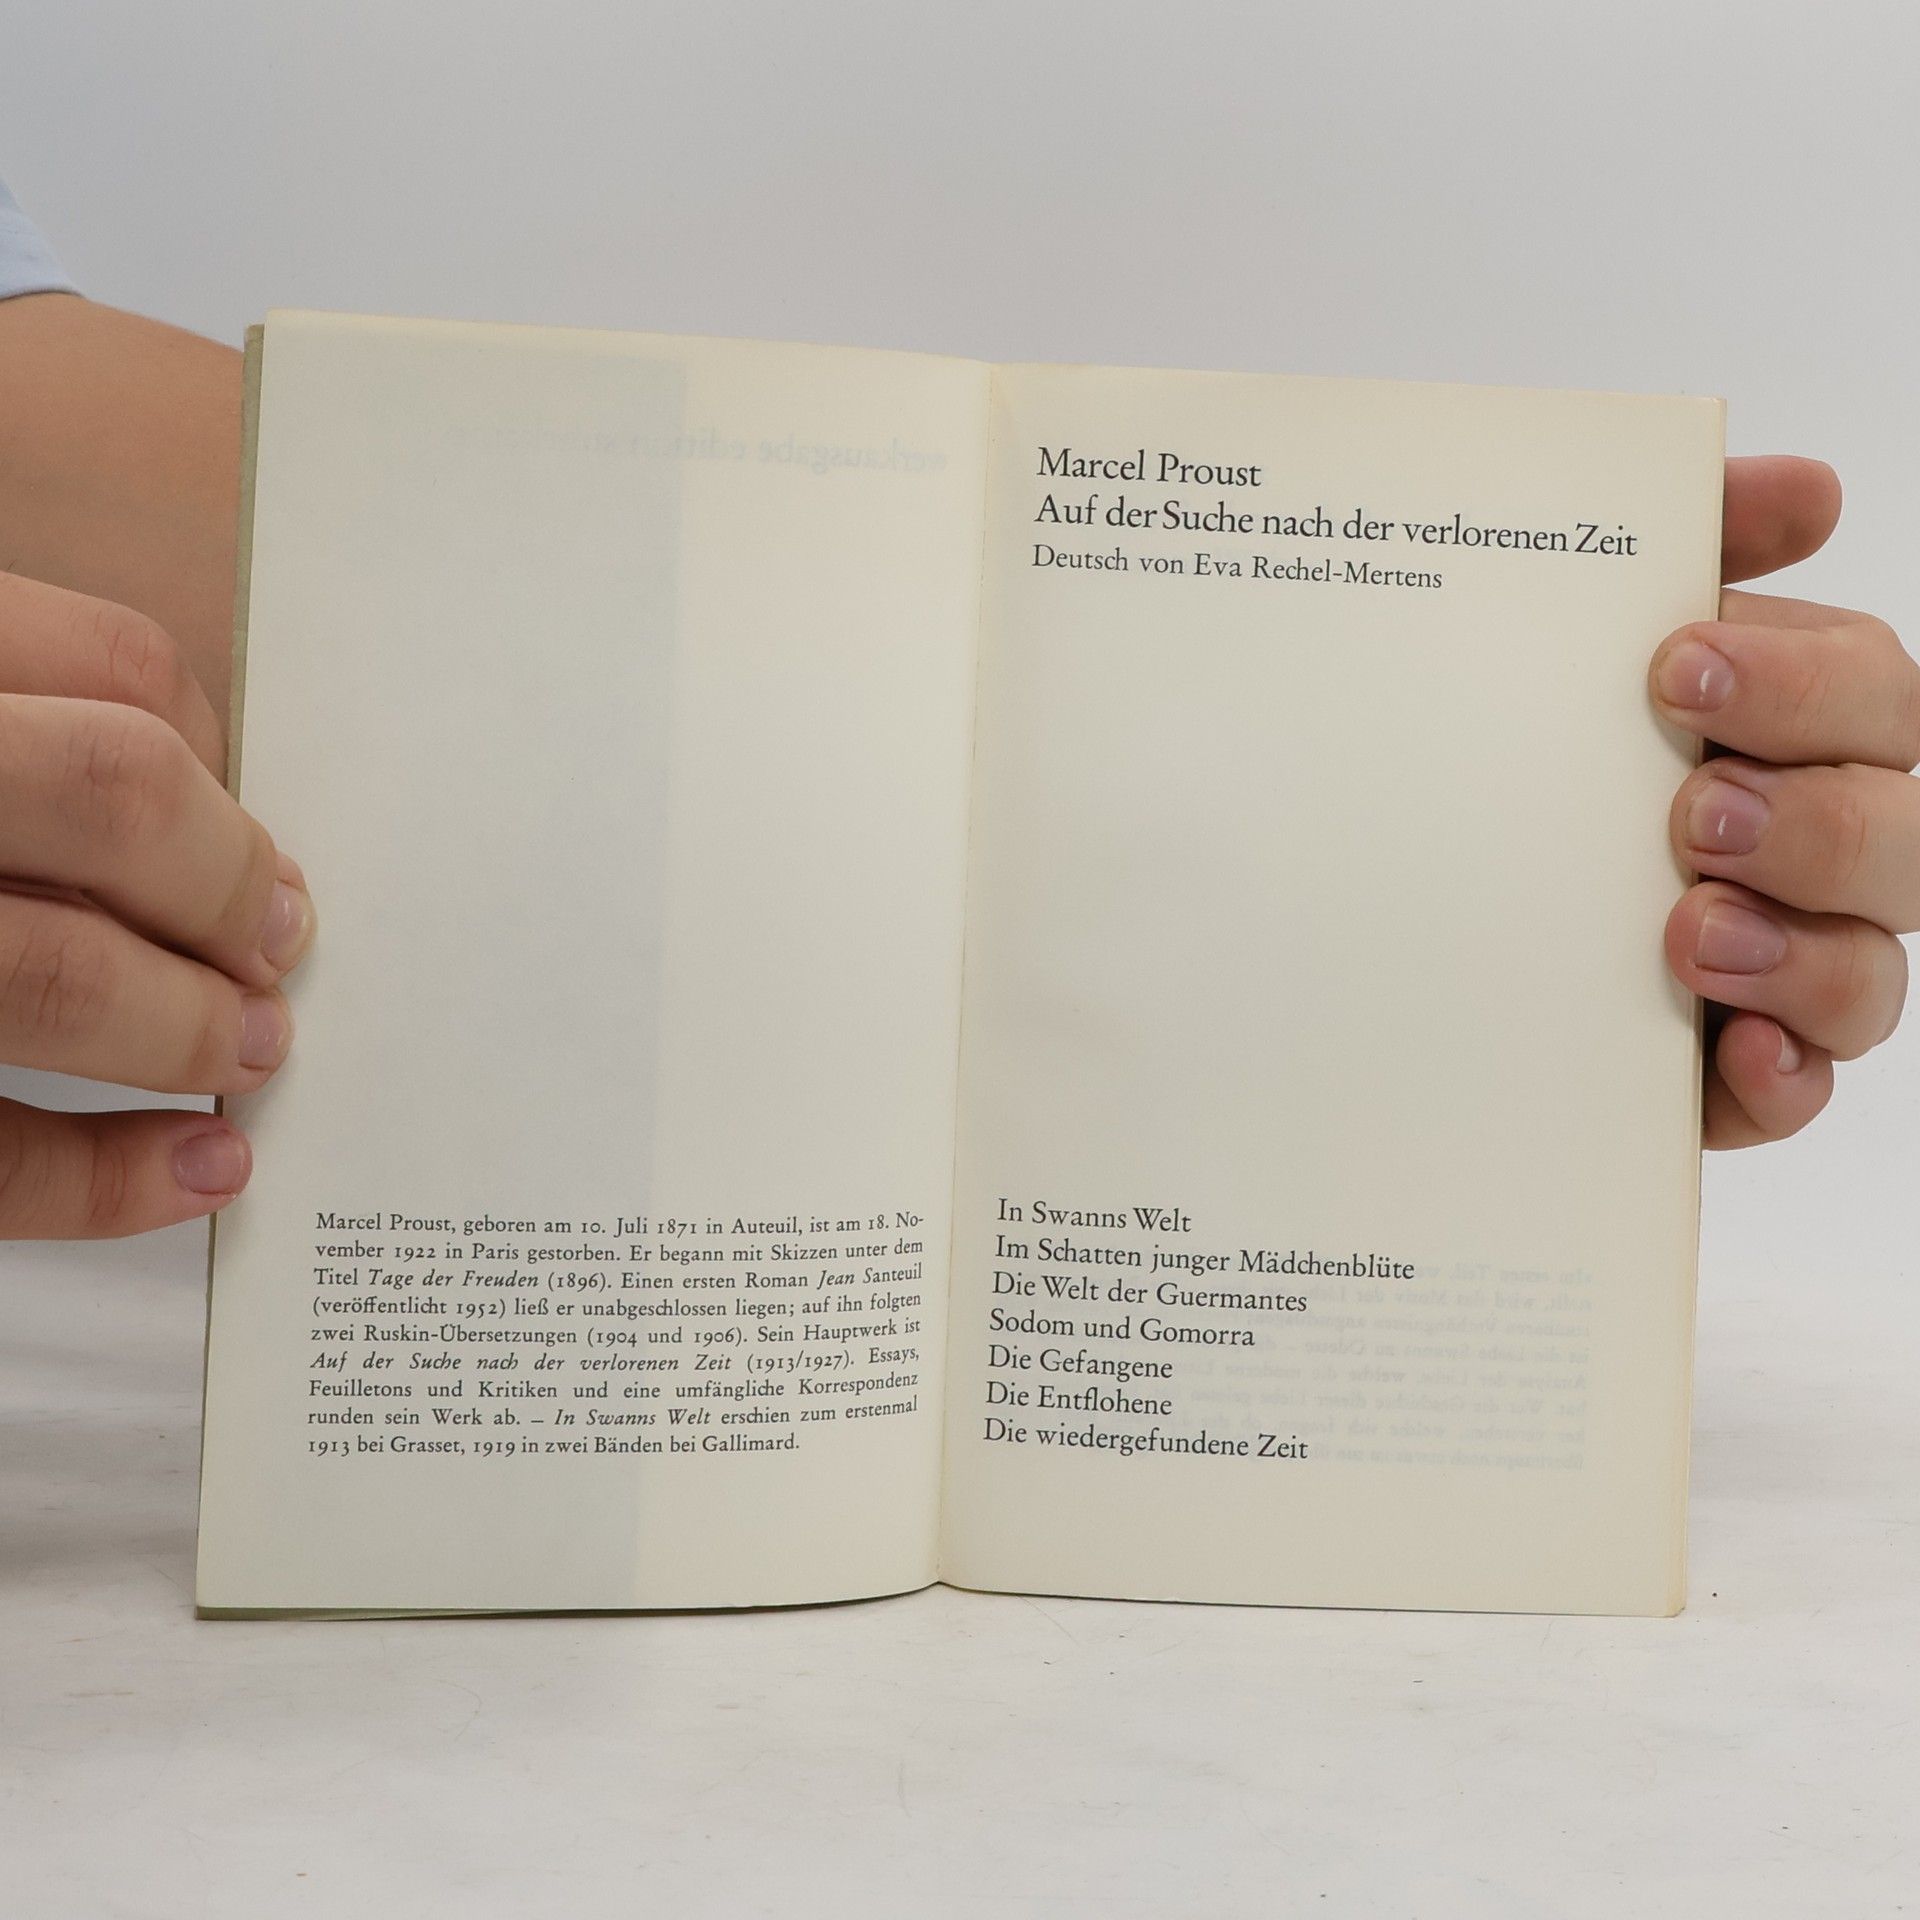 werkausgabe edition
Marcel Proust, geboren am 10. Juli 1871 in Auteuil, ist am 18. No-
vember 1922 in Paris gestorben. Er begann mit Skizzen unter dem
Titel Tage der Freuden (1896). Einen ersten Roman Jean Santeuil
(veröffentlicht 1952) ließ er unabgeschlossen liegen; auf ihn folgten
zwei Ruskin-Übersetzungen (1904 und 1906). Sein Hauptwerk ist
Auf der Suche nach der verlorenen Zeit (1913/1927). Essays,
Feuilletons und Kritiken und eine umfängliche Korrespondenz
runden sein Werk ab. – In Swanns Welt erschien zum erstenmal
1913 bei Grasset, 1919 in zwei Bänden bei Gallimard.
Marcel Proust
Auf der Suche nach der verlorenen Zeit
Deutsch von Eva Rechel-Mertens
In Swanns Welt
Im Schatten junger Mädchenblüte
Die Welt der Guermantes
Sodom und Gomorra
Die Gefangene
Die Entflohene
Die wiedergefundene Zeit